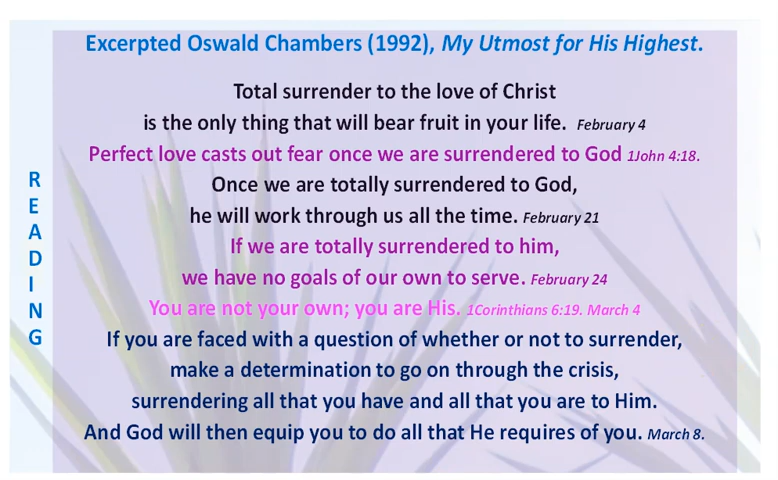 Excerpted Oswald Chambers (1992), My Utmost for His Highest.
Total surrender to the love of Christ
is the only thing that will bear fruit in your life. February 4
Perfect love casts out fear once we are surrendered to God 1John 4:18.
Once we are totally surrendered to God,
he will work through us all the time. February 21
If we are totally surrendered to him,
we have no goals of our own to serve. February 24
You are not your own; you are His. 1Corinthians 6:19. March 4
If you are faced with a question of whether or not to surrender,
make a determination to go on through the crisis,
surrendering all that you have and all that you are to Him.
And God will then equip you to do all that He requires of you. March 8.
READING